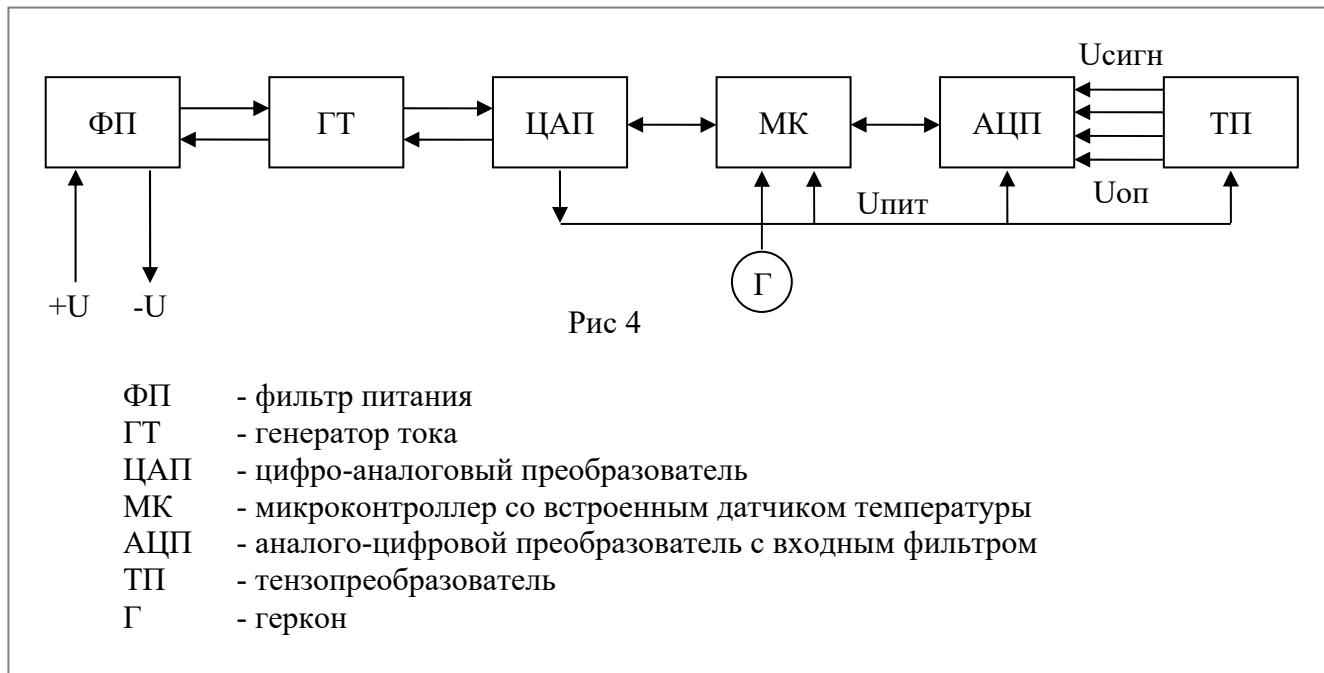 Uсигн
ФП ГТ ЦАП МК АЦП ТП
Uпит Uоп
Г
+U -U
Рис 4
ФП - фильтр питания
ГТ - генератор тока
ЦАП - цифро-аналоговый преобразователь
МК - микроконтроллер со встроенным датчиком температуры
АЦП - аналого-цифровой преобразователь с входным фильтром
ТП - тензопреобразователь
Г - геркон